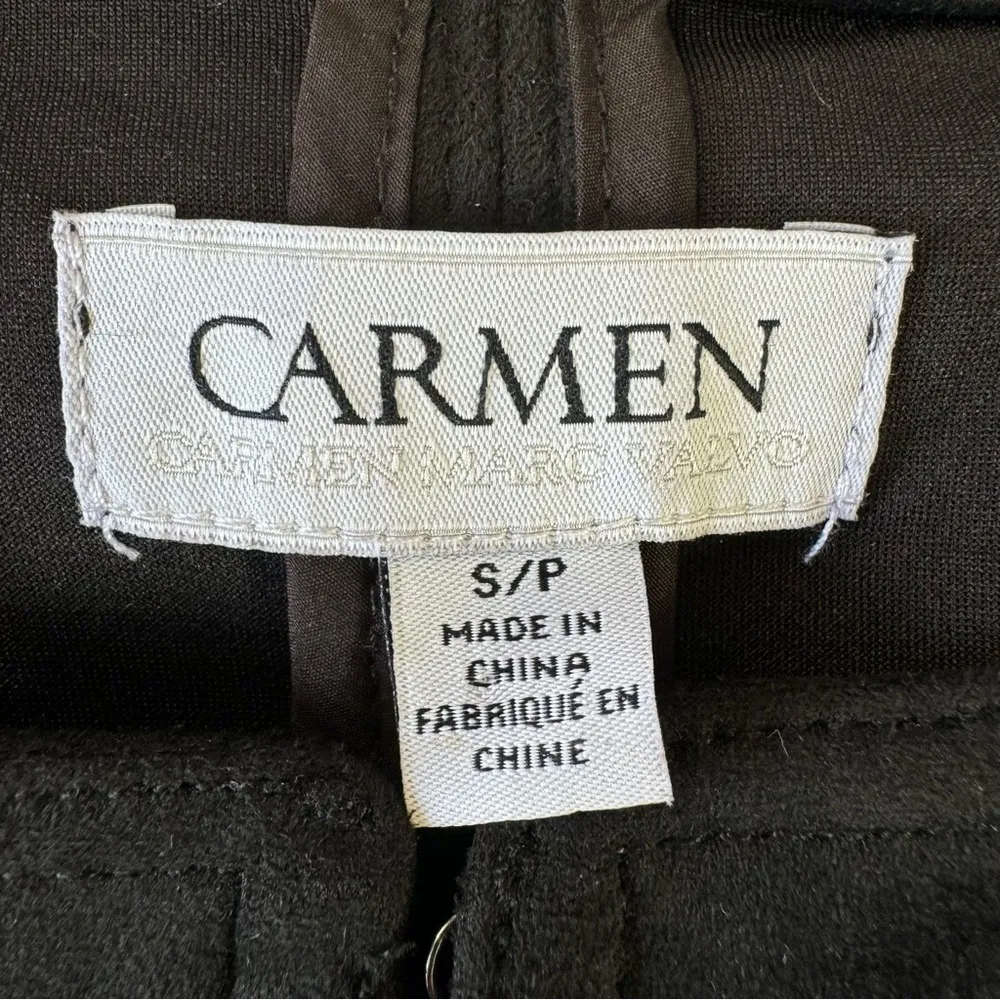 CARMEN
CARMEN MARC VALVO
S/P
MADE IN
CHINA
FABRIQUÉ EN
CHINE